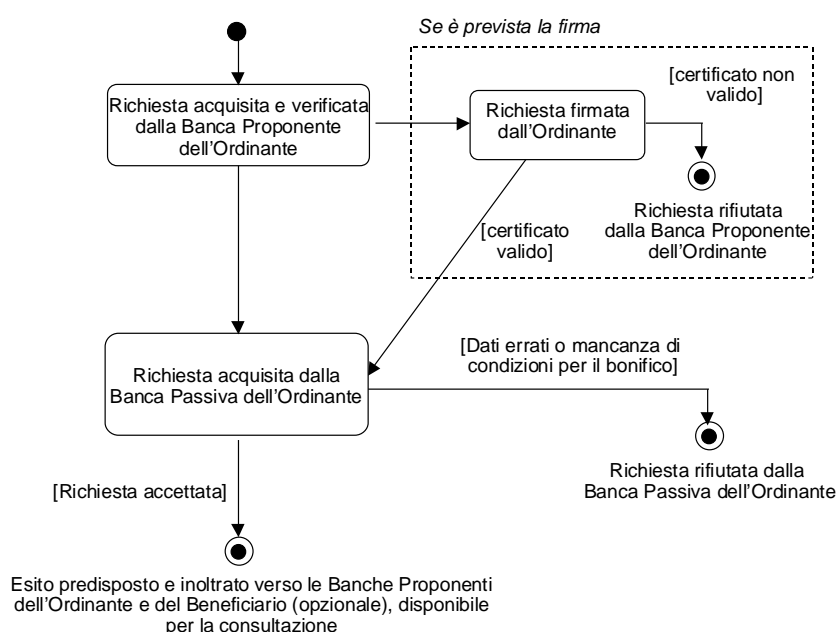 Se è prevista la firma
Richiesta acquisita e verificata
dalla Banca Proponente
dell'Ordinante
Richiesta firmata
dall'Ordinante
[certificato non
valido]
Richiesta rifiutata
dalla Banca Proponente
dell'Ordinante
[certificato
valido]
Richiesta acquisita dalla
Banca Passiva dell'Ordinante
[Dati errati o mancanza di
condizioni per il bonifico]
Richiesta rifiutata dalla
Banca Passiva dell'Ordinante
[Richiesta accettata]
Esito predisposto e inoltrato verso le Banche Proponenti
dell'Ordinante e del Beneficiario (opzionale), disponibile
per la consultazione